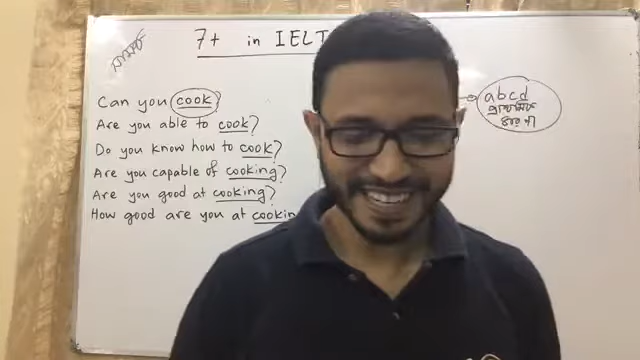 7+ in IELT
Can you cook?
Are you able to cook?
Do you know how to cook?
Are you capable of cooking?
Are you good at cooking?
How good are you at cookin
abcd
প্রাথমিক